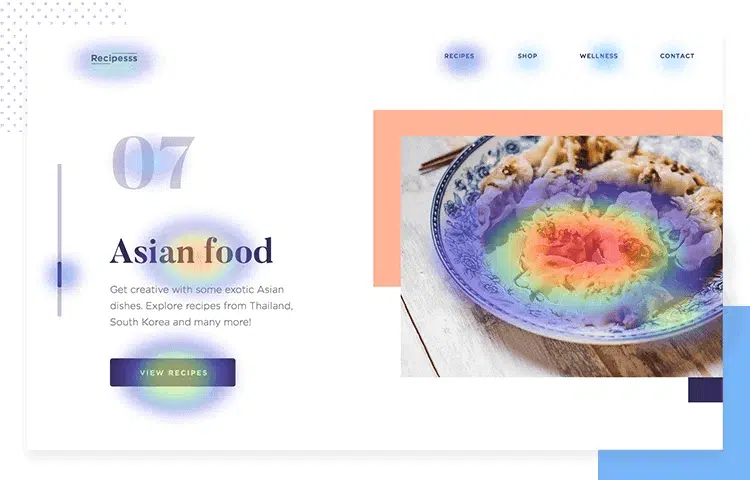 Recipesss
RECIPES SHOP WELLNESS CONTACT
07
Asian food
Get creative with some exotic Asian
dishes. Explore recipes from Thailand,
South Korea and many more!
VIEW RECIPES